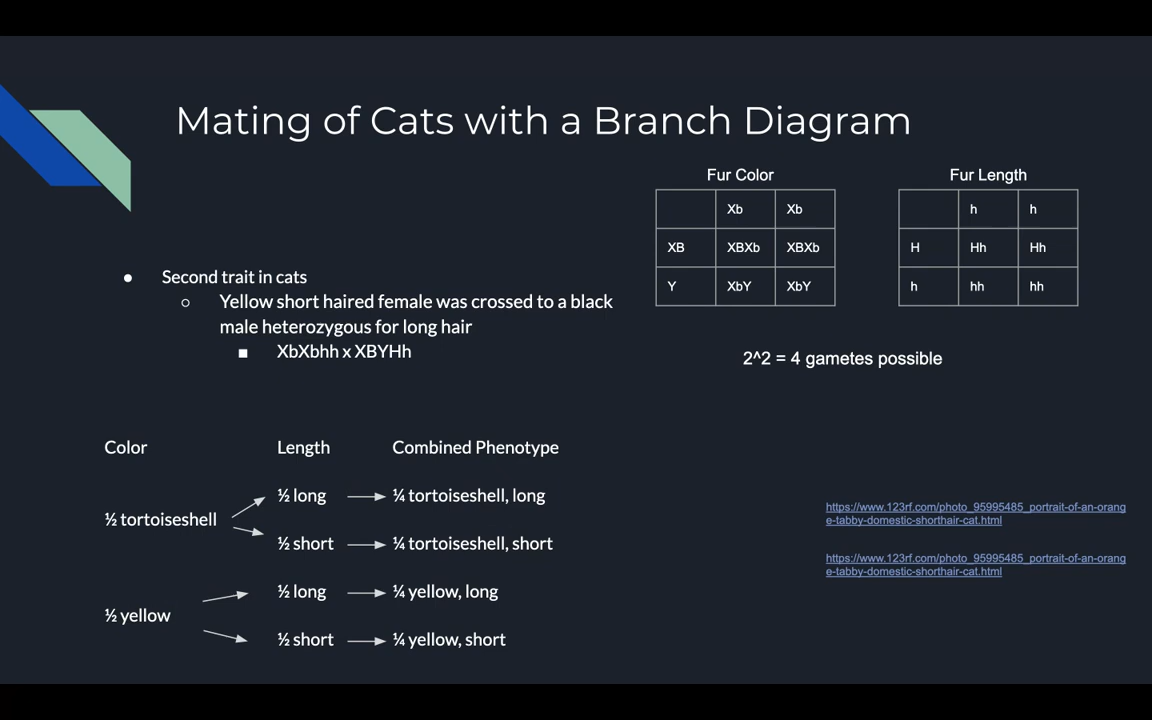 Mating of Cats with a Branch Diagram
● Second trait in cats
○ Yellow short haired female was crossed to a black
male heterozygous for long hair
■ XbXbhh x XBYHh
Fur Color
Xb Xb
XB XBXb XBXb
Y XbY XbY
Fur Length
h h
H Hh Hh
h hh hh
2^2 = 4 gametes possible
Color Length Combined Phenotype
½ long → ¼ tortoiseshell, long
½ tortoiseshell
½ short → ¼ tortoiseshell, short
½ long → ¼ yellow, long
½ yellow
½ short → ¼ yellow, short
https://www.123rf.com/photo_95995485_portrait-of-an-orang
e-tabby-domestic-shorthair-cat.html
https://www.123rf.com/photo_95995485_portrait-of-an-orang
e-tabby-domestic-shorthair-cat.html